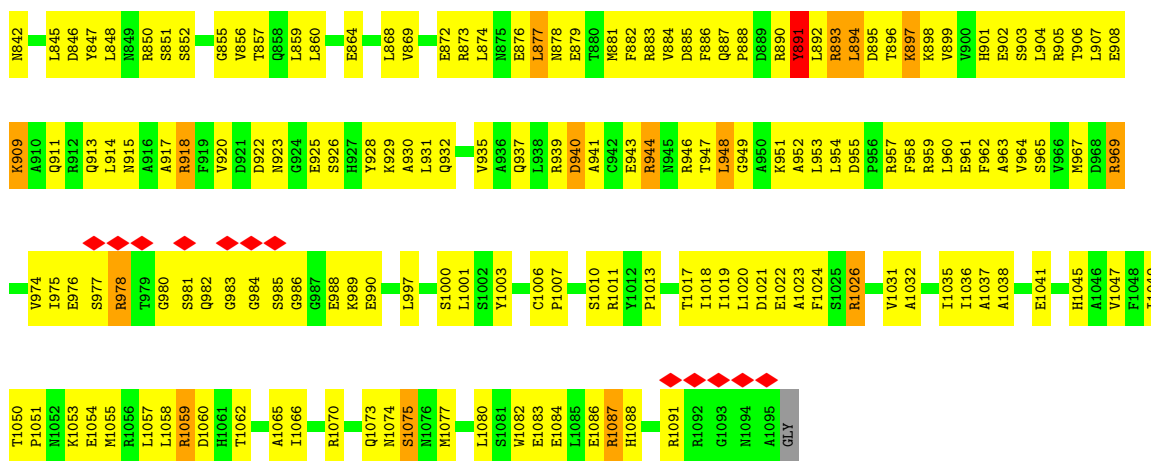 N842 L845 D846 Y847 L848 N849 R850 S851 S852 G855 V856 T857 Q858 L859 L860 E864 L868 V869 E872 R873 L874 N875 E876 L877 N878 E879 T880 M881 F882 R883 V884 D885 F886 Q887 P888 D889 R890 Y891 L892 R893 L894 D895 T896 K897 K898 V899 V900 H901 E902 S903 L904 R905 T906 L907 E908
K909 A910 Q911 R912 Q913 L914 N915 A916 A917 R918 F919 V920 D921 D922 N923 G924 E925 S926 H927 Y928 K929 A930 L931 Q932 V935 A936 Q937 L938 R939 D940 A941 C942 E943 R944 N945 R946 T947 L948 G949 A950 K951 A952 L953 L954 D955 P956 R957 F958 R959 L960 E961 F962 A963 V964 S965 V966 M967 D968 R969
V974 I975 E976 S977 R978 T979 G980 S981 Q982 G983 G984 S985 G986 G987 E988 K989 E990 L997 S1000 L1001 S1002 Y1003 C1006 P1007 S1010 R1011 Y1012 P1013 T1017 I1018 I1019 L1020 D1021 E1022 A1023 F1024 S1025 R1026 V1031 A1032 I1035 I1036 A1037 A1038 E1041 H1045 A1046 V1047 F1048
T1050 P1051 N1052 K1053 E1054 M1055 R1056 L1057 L1058 R1059 D1060 H1061 T1062 A1065 I1066 R1070 Q1073 N1074 S1075 N1076 M1077 L1080 S1081 W1082 E1083 E1084 L1085 E1086 R1087 H1088 R1091 R1092 G1093 N1094 A1095 GLY